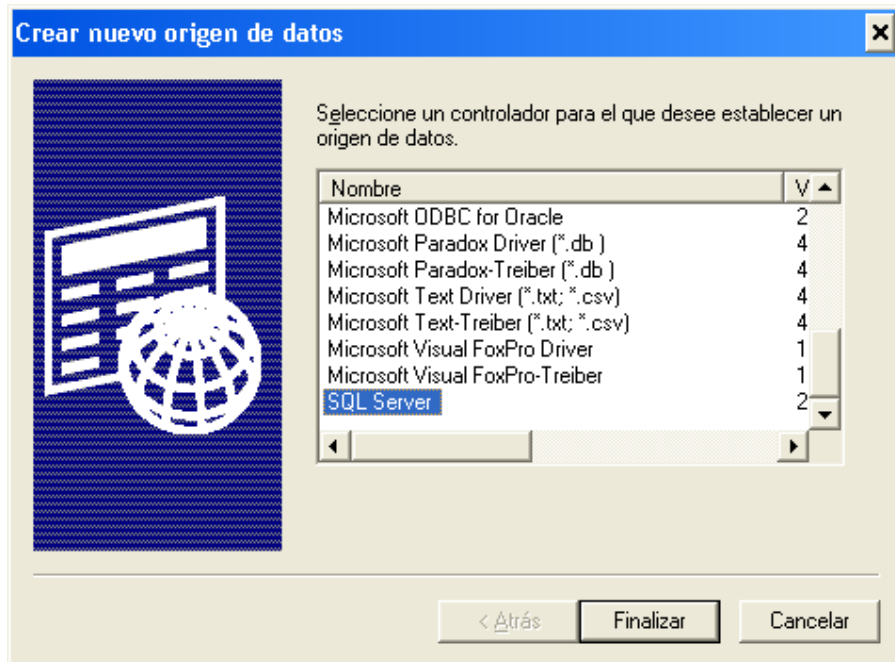 Crear nuevo origen de datos
Seleccione un controlador para el que desee establecer un
origen de datos.
Nombre V
Microsoft ODBC for Oracle 2
Microsoft Paradox Driver (*.db ) 4
Microsoft Paradox-Treiber (*.db ) 4
Microsoft Text Driver (*.txt; *.csv) 4
Microsoft Text-Treiber (*.txt; *.csv) 4
Microsoft Visual FoxPro Driver 1
Microsoft Visual FoxPro-Treiber 1
SQL Server 2
< Atrás Finalizar Cancelar